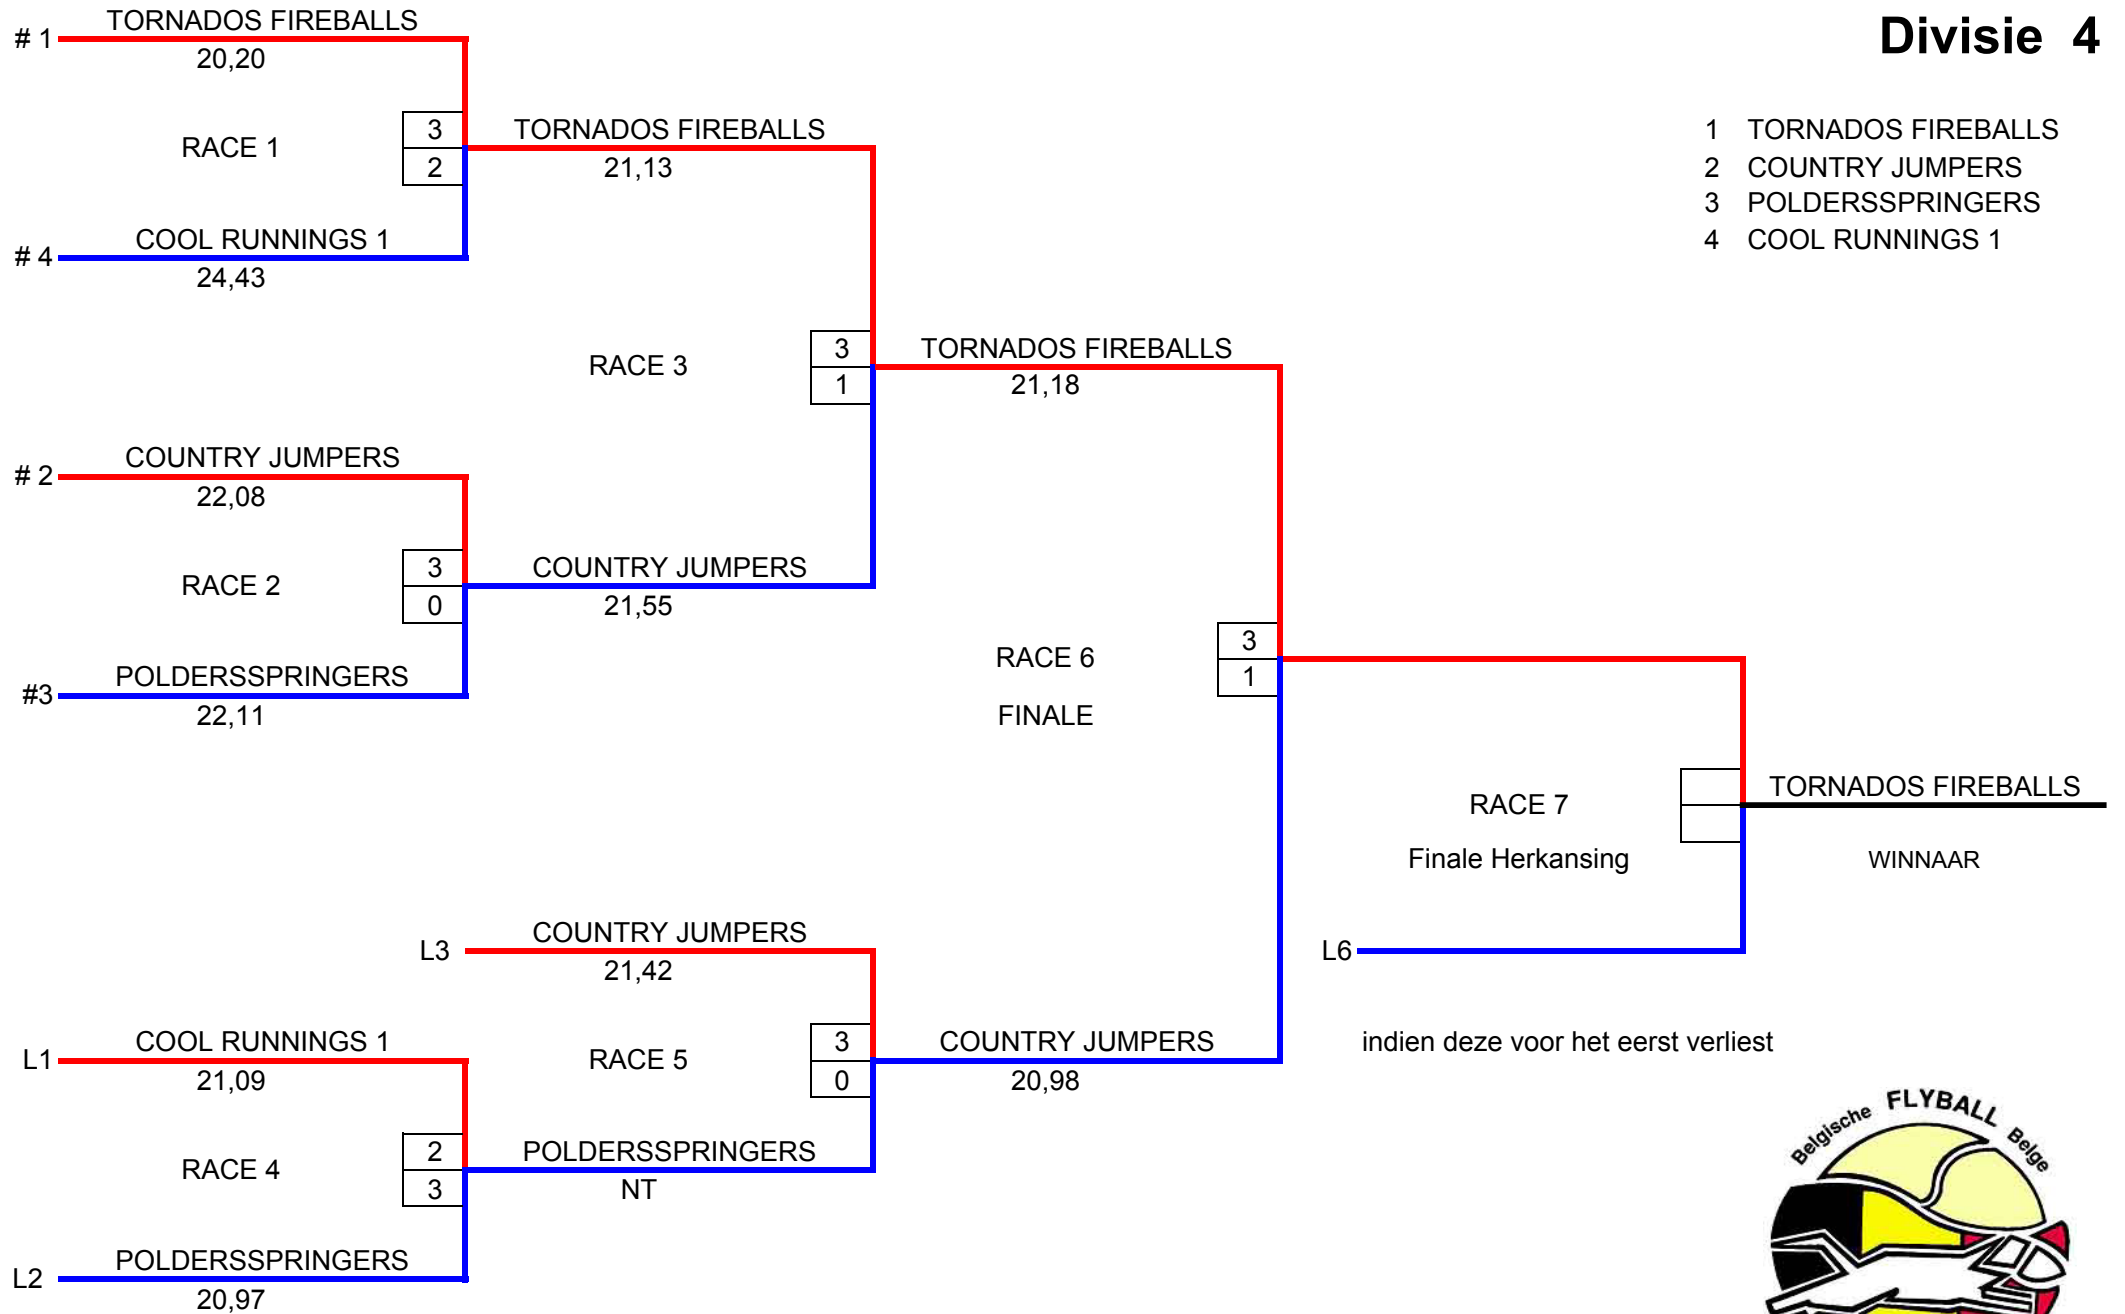 Divisie 4
TORNADOS FIREBALLS
# 1
20,20
RACE 1
3
2
COOL RUNNINGS 1
# 4
24,43
TORNADOS FIREBALLS
21,13
1 TORNADOS FIREBALLS
2 COUNTRY JUMPERS
3 POLDERSSPRINGERS
4 COOL RUNNINGS 1
RACE 3
3
1
TORNADOS FIREBALLS
21,18
COUNTRY JUMPERS
# 2
22,08
RACE 2
3
0
COUNTRY JUMPERS
21,55
POLDERSSPRINGERS
#3
22,11
RACE 6
3
1
FINALE
RACE 7
Finale Herkansing
TORNADOS FIREBALLS
WINNAAR
L3
COUNTRY JUMPERS
21,42
L6
indien deze voor het eerst verliest
COOL RUNNINGS 1
L1
21,09
RACE 5
3
0
COUNTRY JUMPERS
20,98
RACE 4
2
3
POLDERSSPRINGERS
NT
POLDERSSPRINGERS
L2
20,97
Belgische FLYBALL Belge